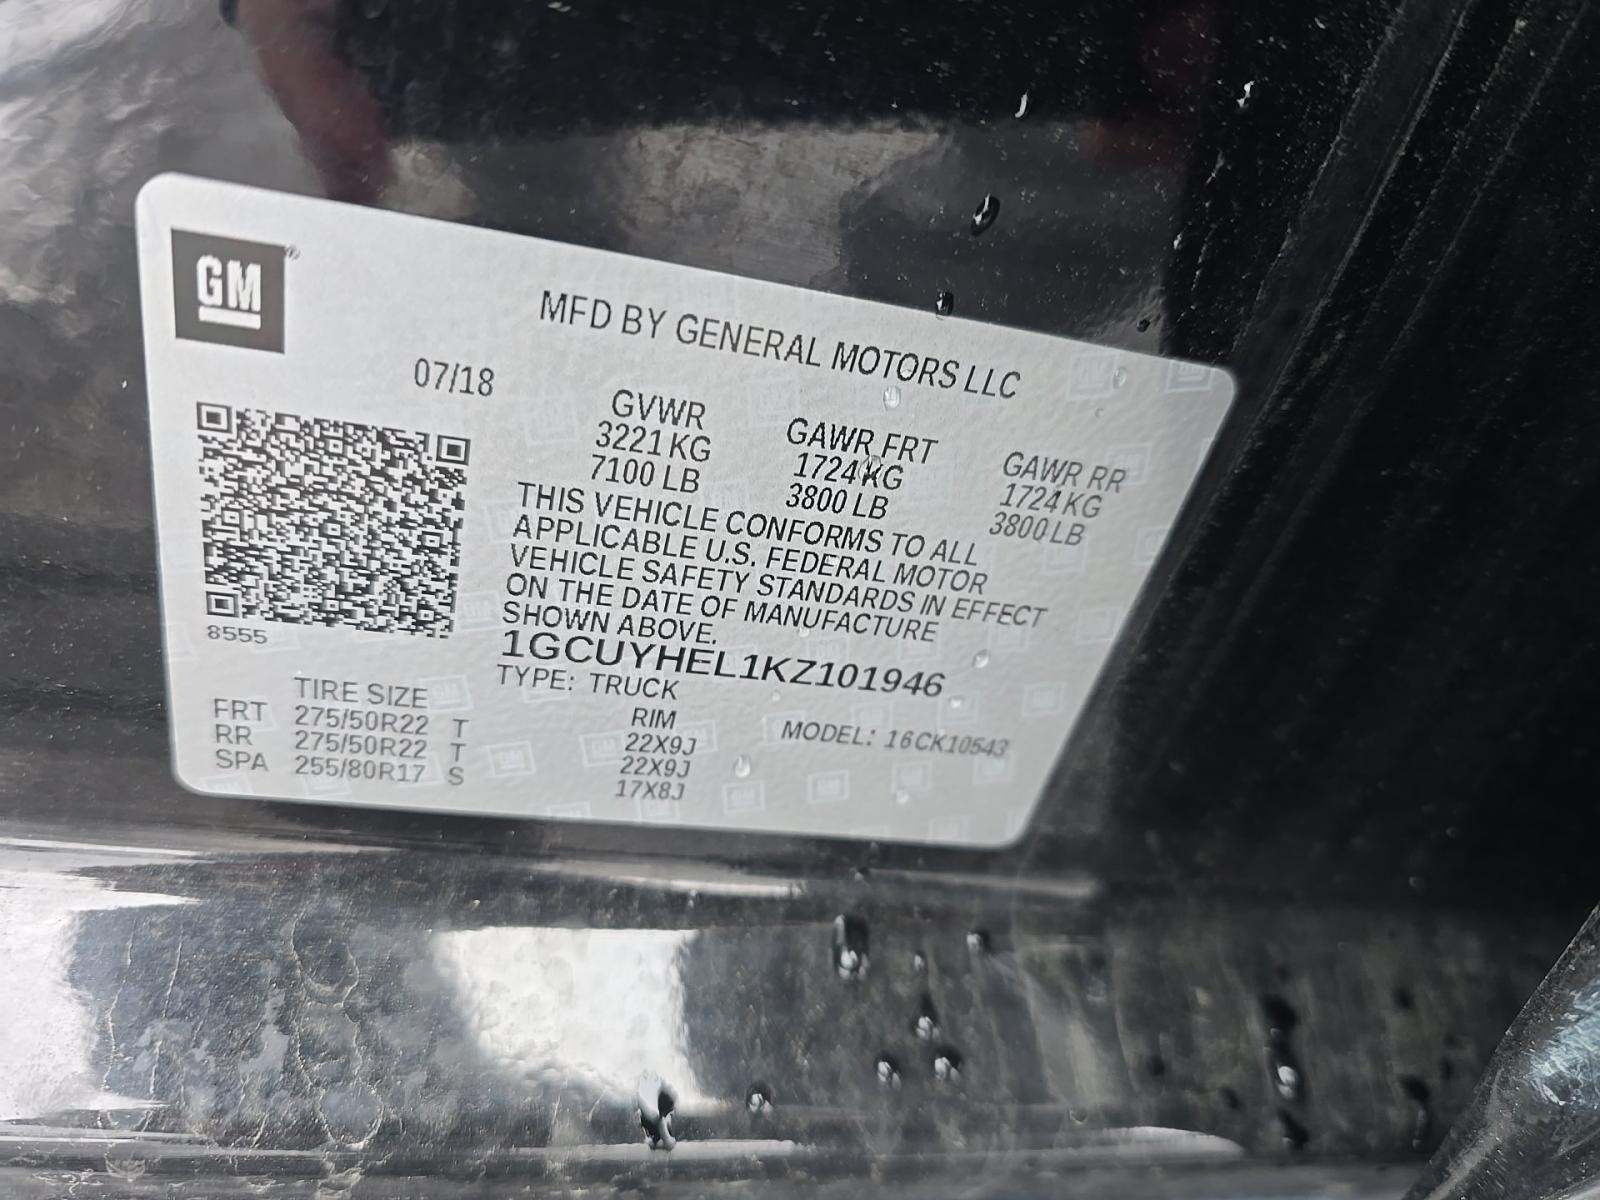 GM
MFD BY GENERAL MOTORS LLC
07/18
GVWR GAWR FRT GAWR RR
3221 KG 1724 KG 1724 KG
7100 LB 3800 LB 3800 LB
THIS VEHICLE CONFORMS TO ALL
APPLICABLE U.S. FEDERAL MOTOR
VEHICLE SAFETY STANDARDS IN EFFECT
ON THE DATE OF MANUFACTURE
SHOWN ABOVE.
8555
1GCUYHEL1KZ101946
TYPE: TRUCK
MODEL: 16CK10543
TIRE SIZE RIM
FRT 275/50R22 T 22X9J
RR 275/50R22 T 22X9J
SPA 255/80R17 S 17X8J